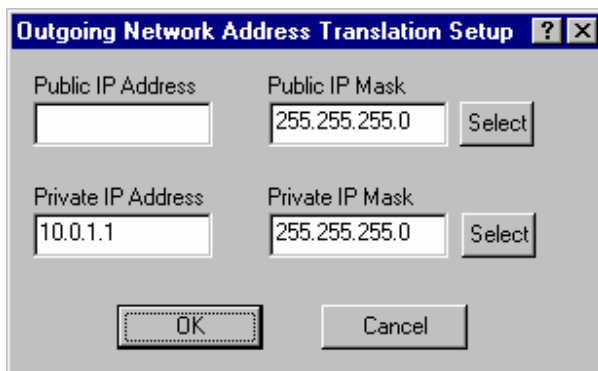 Outgoing Network Address Translation Setup ? X
Public IP Address Public IP Mask
255.255.255.0 Select
Private IP Address Private IP Mask
10.0.1.1 255.255.255.0 Select
OK Cancel